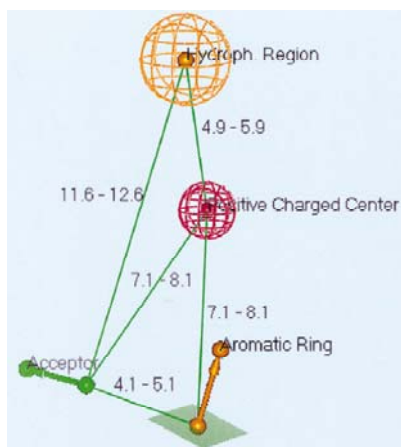 Hydroph. Region
4.9 - 5.9
11.6 - 12.6
Positive Charged Center
7.1 - 8.1
7.1 - 8.1
Aromatic Ring
Acceptor
4.1 - 5.1